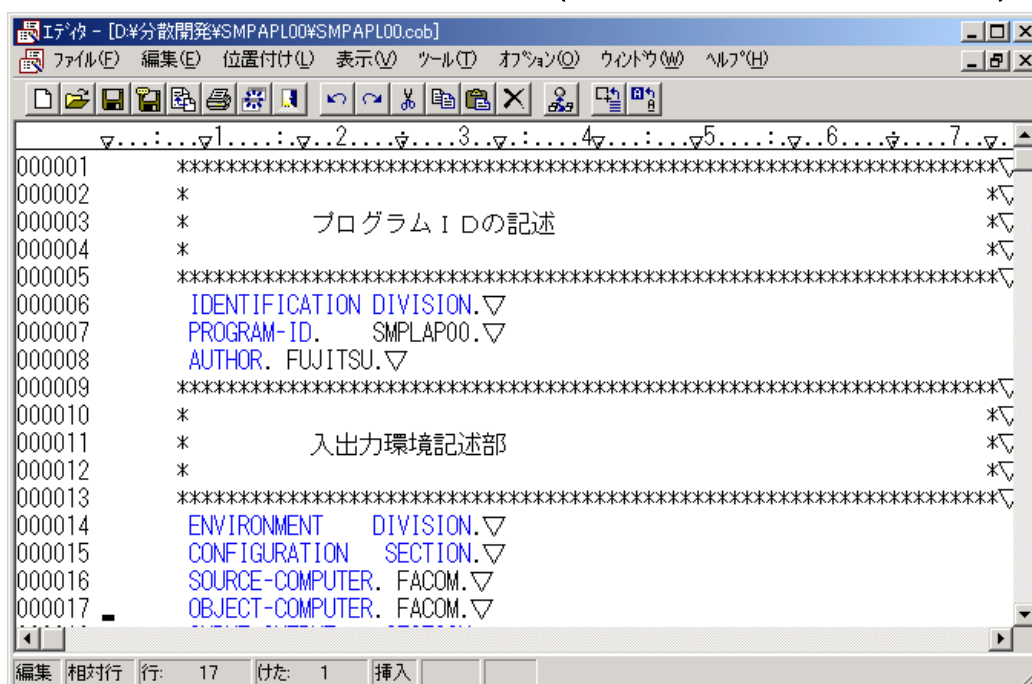 エディタ - [D:¥分散開発¥SMPAPL00¥SMPAPL00.cob]
ファイル(F) 編集(E) 位置付け(L) 表示(V) ツール(T) オプション(O) ウィンドウ(W) ヘルプ(H)
▽....:...▽1....:.▽..2....▽....3..▽.:....4▽...:...▽5....:.▽..6....▽....7..▽.
000001 *******************************************************************▽
000002 * *▽
000003 * プログラムIDの記述 *▽
000004 * *▽
000005 *******************************************************************▽
000006 IDENTIFICATION DIVISION.▽
000007 PROGRAM-ID. SMPLAP00.▽
000008 AUTHOR. FUJITSU.▽
000009 *******************************************************************▽
000010 * *▽
000011 * 入出力環境記述部 *▽
000012 * *▽
000013 *******************************************************************▽
000014 ENVIRONMENT DIVISION.▽
000015 CONFIGURATION SECTION.▽
000016 SOURCE-COMPUTER. FACOM.▽
000017 OBJECT-COMPUTER. FACOM.▽
編集 相対行 行: 17 けた: 1 挿入